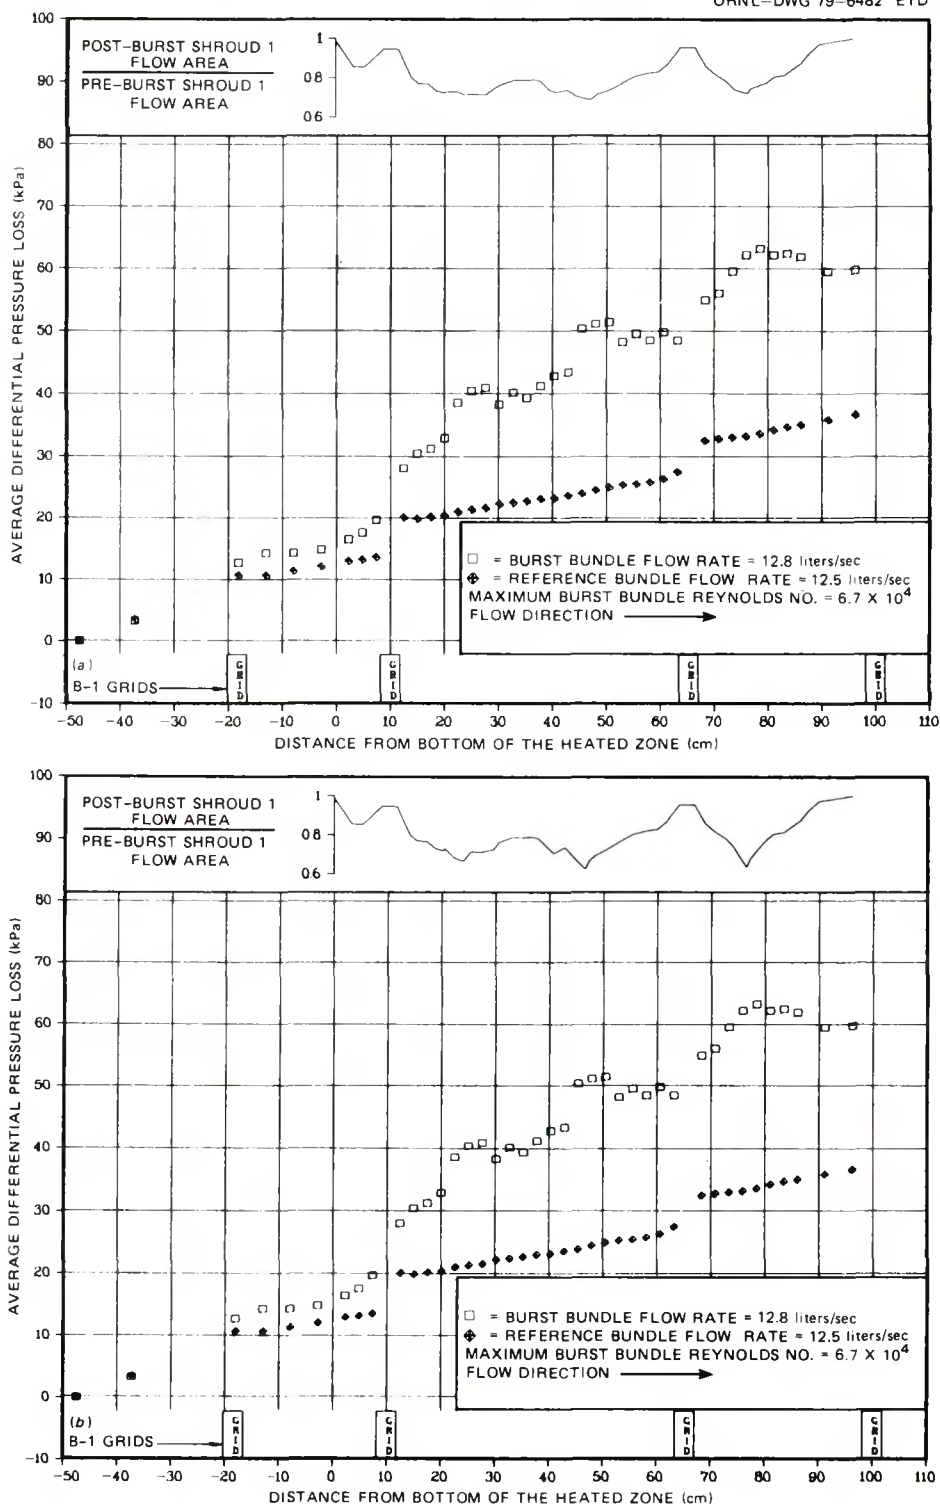 ORNL-DWG 79-6482 ETD
100
90
80
70
60
50
40
30
20
10
0
-10
AVERAGE DIFFERENTIAL PRESSURE LOSS (kPa)
POST-BURST SHROUD 1
FLOW AREA
PRE-BURST SHROUD 1
FLOW AREA
1
0.8
0.6
□ = BURST BUNDLE FLOW RATE = 12.8 liters/sec
◆ = REFERENCE BUNDLE FLOW RATE = 12.5 liters/sec
MAXIMUM BURST BUNDLE REYNOLDS NO. = 6.7 X 10⁴
FLOW DIRECTION
(a)
B-1 GRIDS
GRID
GRID
GRID
GRID
-50 -40 -30 -20 -10 0 10 20 30 40 50 60 70 80 90 100 110
DISTANCE FROM BOTTOM OF THE HEATED ZONE (cm)
100
90
80
70
60
50
40
30
20
10
0
-10
AVERAGE DIFFERENTIAL PRESSURE LOSS (kPa)
POST-BURST SHROUD 1
FLOW AREA
PRE-BURST SHROUD 1
FLOW AREA
1
0.8
0.6
□ = BURST BUNDLE FLOW RATE = 12.8 liters/sec
◆ = REFERENCE BUNDLE FLOW RATE = 12.5 liters/sec
MAXIMUM BURST BUNDLE REYNOLDS NO. = 6.7 X 10⁴
FLOW DIRECTION
(b)
B-1 GRIDS
GRID
GRID
GRID
GRID
-50 -40 -30 -20 -10 0 10 20 30 40 50 60 70 80 90 100 110
DISTANCE FROM BOTTOM OF THE HEATED ZONE (cm)